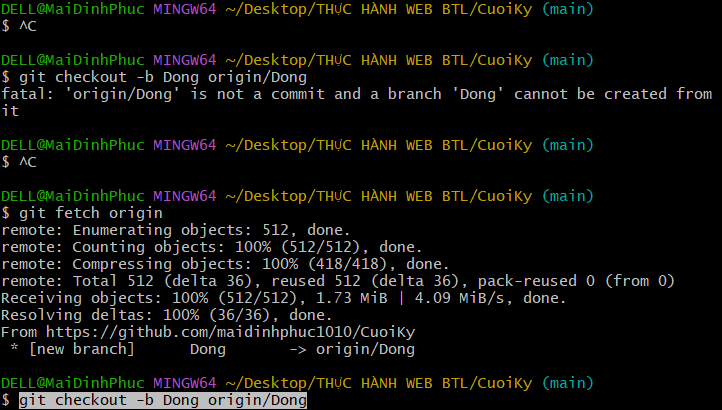 DELL@MaiDinhPhuc MINGW64 ~/Desktop/THỰC HÀNH WEB BTL/CuoiKy (main)
$ ^C
DELL@MaiDinhPhuc MINGW64 ~/Desktop/THỰC HÀNH WEB BTL/CuoiKy (main)
$ git checkout -b Dong origin/Dong
fatal: 'origin/Dong' is not a commit and a branch 'Dong' cannot be created from
it
DELL@MaiDinhPhuc MINGW64 ~/Desktop/THỰC HÀNH WEB BTL/CuoiKy (main)
$ ^C
DELL@MaiDinhPhuc MINGW64 ~/Desktop/THỰC HÀNH WEB BTL/CuoiKy (main)
$ git fetch origin
remote: Enumerating objects: 512, done.
remote: Counting objects: 100% (512/512), done.
remote: Compressing objects: 100% (418/418), done.
remote: Total 512 (delta 36), reused 512 (delta 36), pack-reused 0 (from 0)
Receiving objects: 100% (512/512), 1.73 MiB | 4.09 MiB/s, done.
Resolving deltas: 100% (36/36), done.
From https://github.com/maidinhphuc1010/CuoiKy
 * [new branch]      Dong       -> origin/Dong
DELL@MaiDinhPhuc MINGW64 ~/Desktop/THỰC HÀNH WEB BTL/CuoiKy (main)
$ git checkout -b Dong origin/Dong